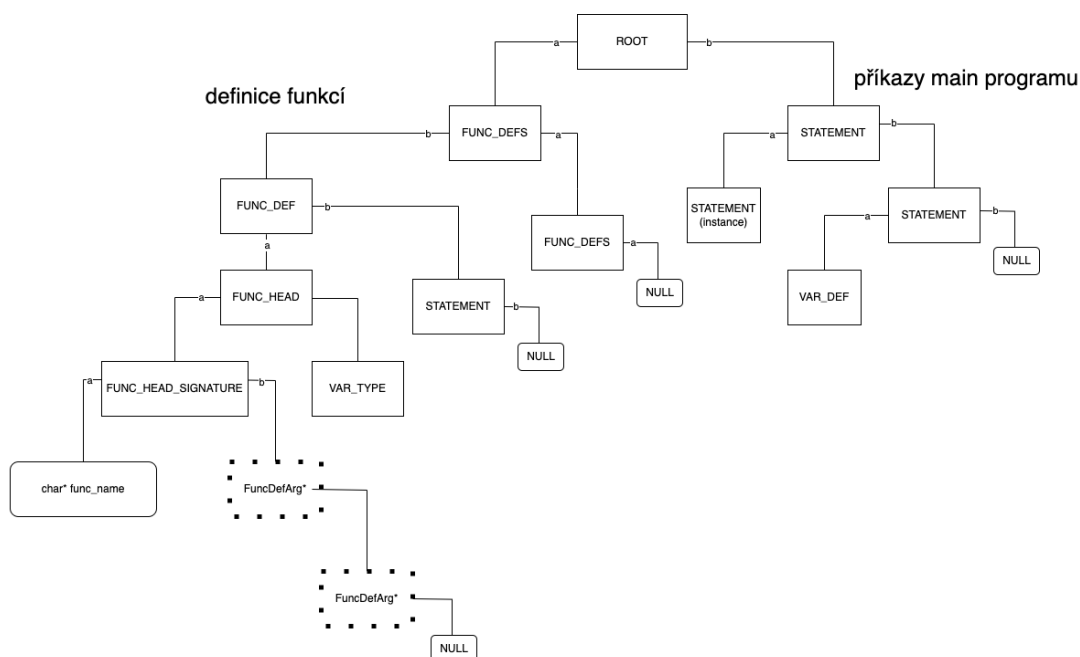 ROOT
a
b
definice funkcí
příkazy main programu
b
FUNC_DEFS
a
a
STATEMENT
b
FUNC_DEF
b
STATEMENT
(instance)
a
STATEMENT
b
a
FUNC_DEFS
a
NULL
a
FUNC_HEAD
STATEMENT
b
NULL
VAR_DEF
NULL
a
FUNC_HEAD_SIGNATURE
b
VAR_TYPE
char* func_name
FuncDefArg*
FuncDefArg*
NULL